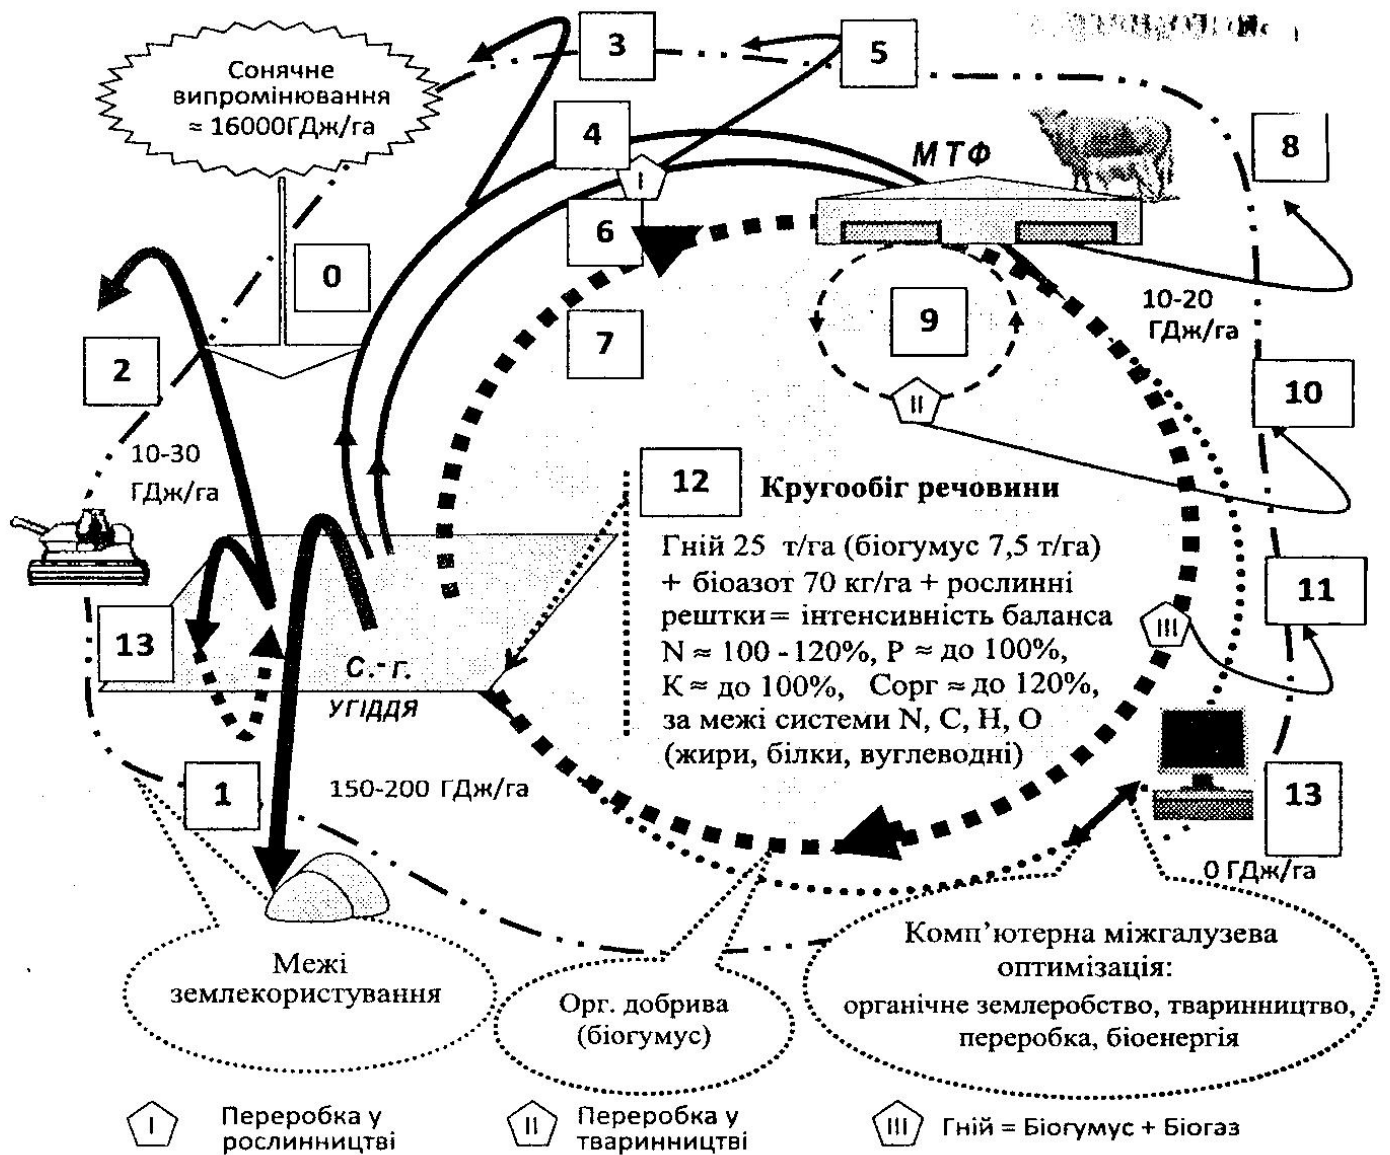 Сонячне
випромінювання
≈ 16000ГДж/га
3
5
4
МТФ
8
I
6
0
10-20
ГДж/га
9
7
2
10
II
10-30
ГДж/га
12
Кругообіг речовини
Гній 25 т/га (біогумус 7,5 т/га)
+ біоазот 70 кг/га + рослинні
рештки= інтенсивність баланса
N ≈ 100 -120%, P ≈ до 100%,
K ≈ до 100%, Сорг ≈ до 120%,
за межі системи N, C, H, O
(жири, білки, вуглеводні)
11
III
13
С.-Г.
УГІДДЯ
1
150-200 ГДж/га
13
0 ГДж/га
Межі
землекористування
Орг. добрива
(біогумус)
Комп’ютерна міжгалузева
оптимізація:
органічне землеробство, тваринництво,
переробка, біоенергія
I
Переробка у
рослинництві
II
Переробка у
тваринництві
III
Гній = Біогумус + Біогаз